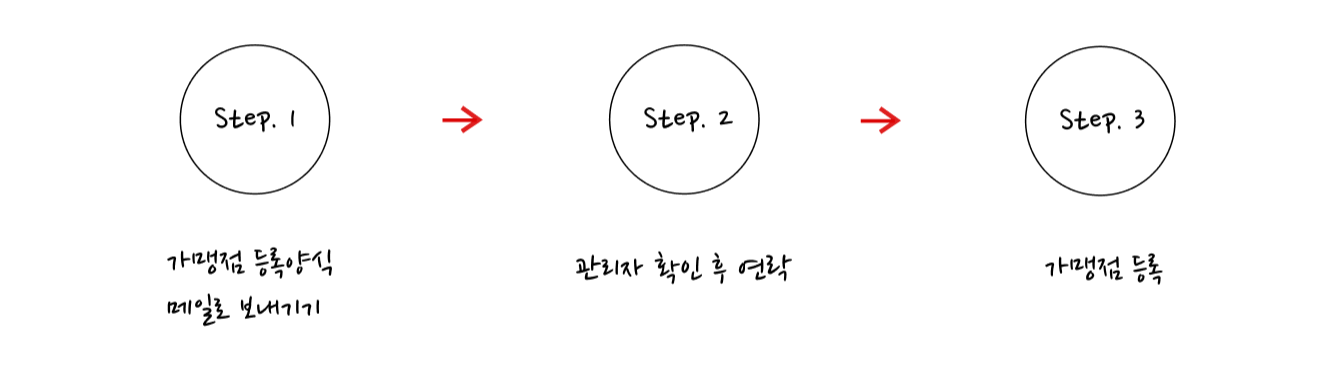 Step. 1
Step. 2
Step. 3
가맹점 등록양식
메일로 보내기기
관리자 확인 후 연락
가맹점 등록